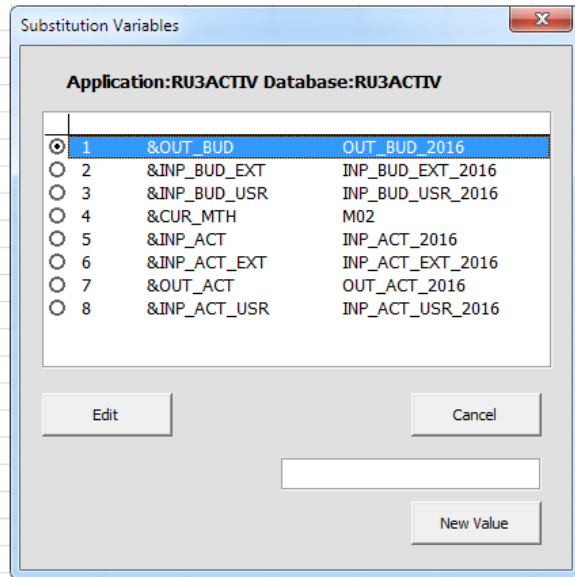 Substitution Variables
Application:RU3ACTIV Database:RU3ACTIV
1 &OUT_BUD OUT_BUD_2016
2 &INP_BUD_EXT INP_BUD_EXT_2016
3 &INP_BUD_USR INP_BUD_USR_2016
4 &CUR_MTH M02
5 &INP_ACT INP_ACT_2016
6 &INP_ACT_EXT INP_ACT_EXT_2016
7 &OUT_ACT OUT_ACT_2016
8 &INP_ACT_USR INP_ACT_USR_2016
Edit Cancel
New Value